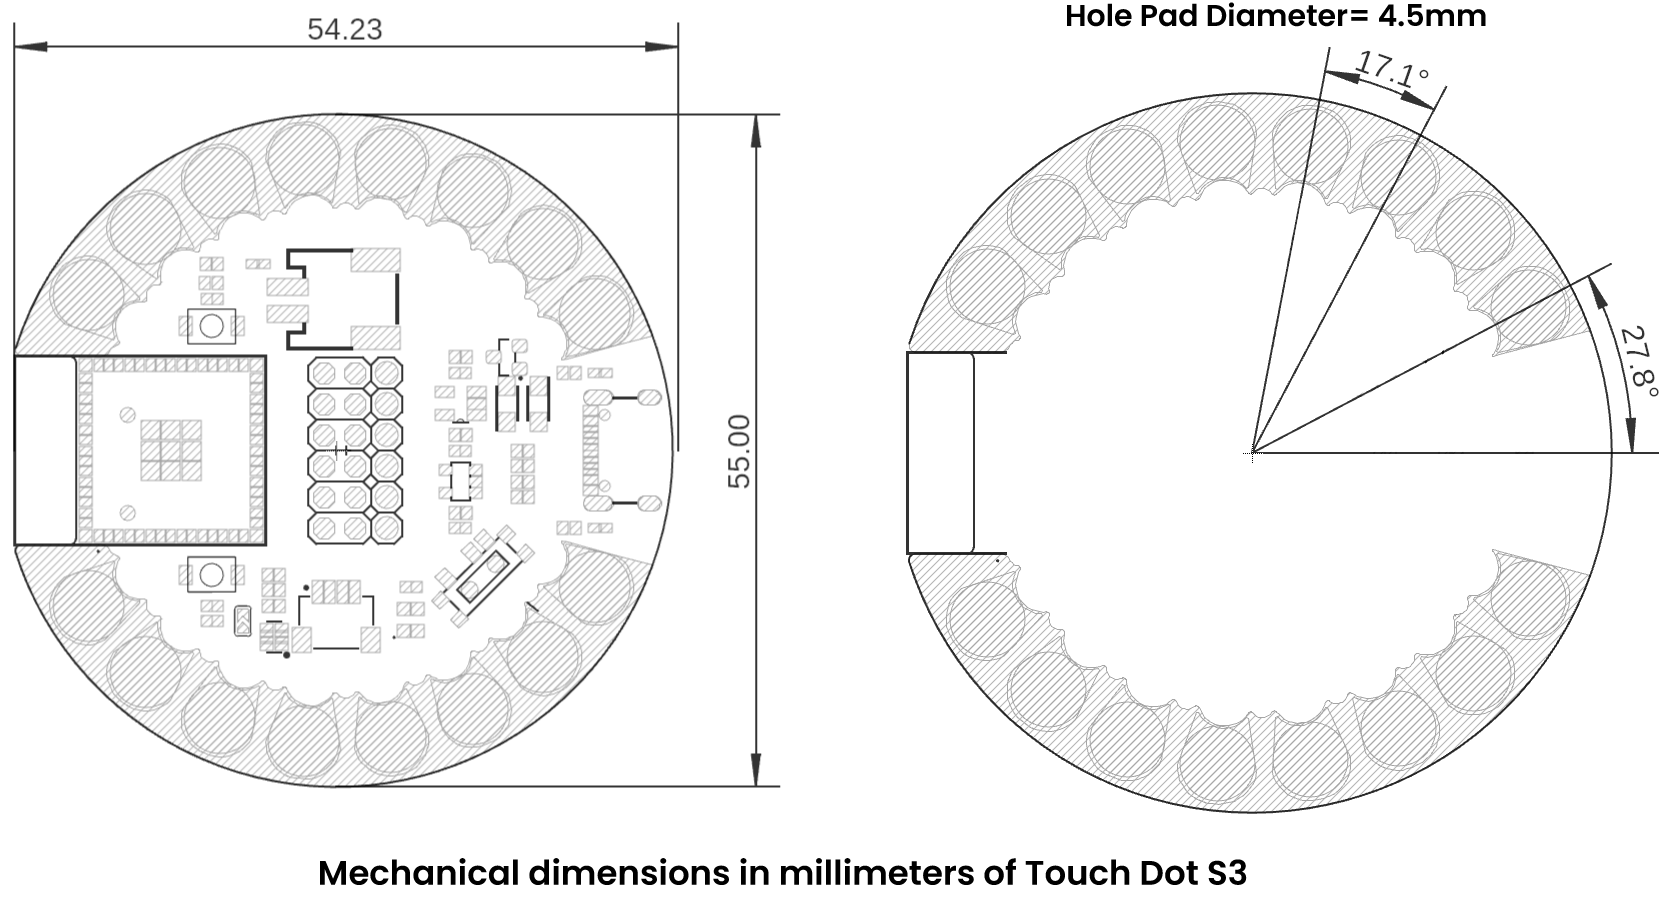 54.23
Hole Pad Diameter= 4.5mm
17.1°
27.8°
55.00
Mechanical dimensions in millimeters of Touch Dot S3